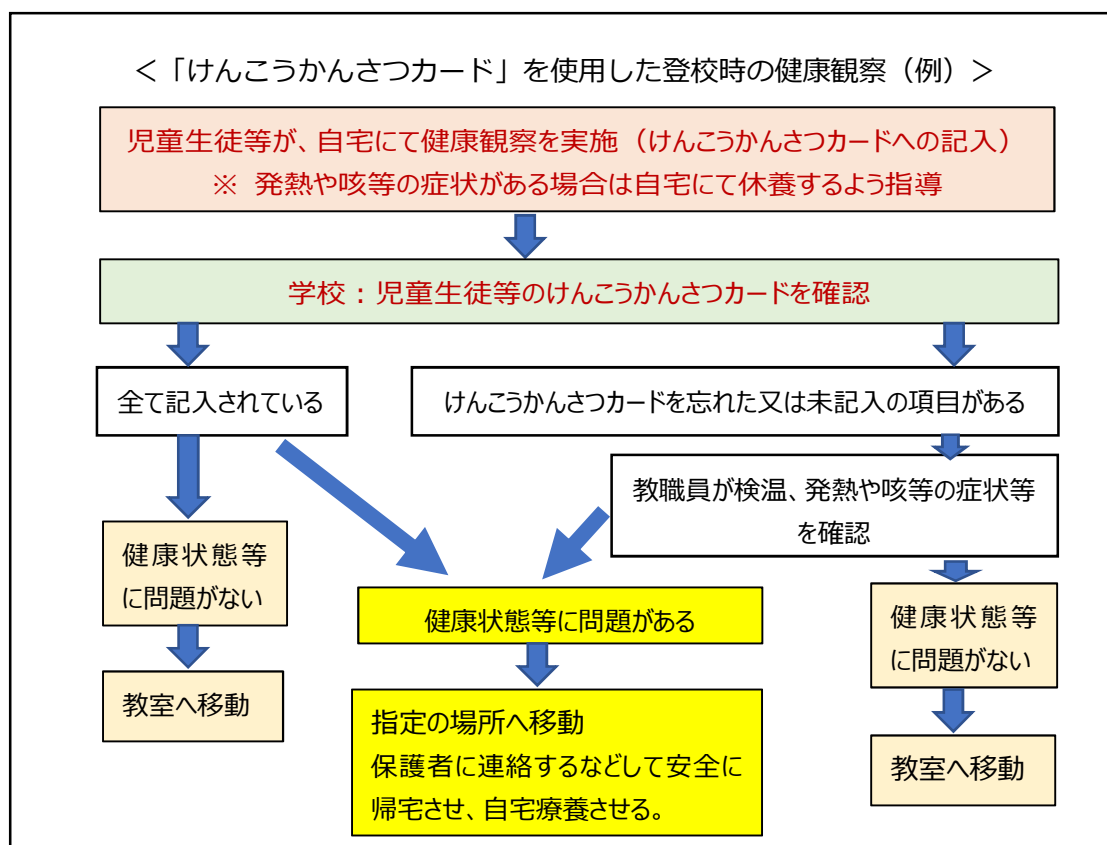 ＜「けんこうかんさつカード」を使用した登校時の健康観察（例）＞
児童生徒等が、自宅にて健康観察を実施（けんこうかんさつカードへの記入）
※ 発熱や咳等の症状がある場合は自宅にて休養するよう指導
学校：児童生徒等のけんこうかんさつカードを確認
全て記入されている
けんこうかんさつカードを忘れた又は未記入の項目がある
教職員が検温、発熱や咳等の症状等
を確認
健康状態等
に問題がない
健康状態等に問題がある
健康状態等
に問題がない
教室へ移動
指定の場所へ移動
保護者に連絡するなどして安全に
帰宅させ、自宅療養させる。
教室へ移動